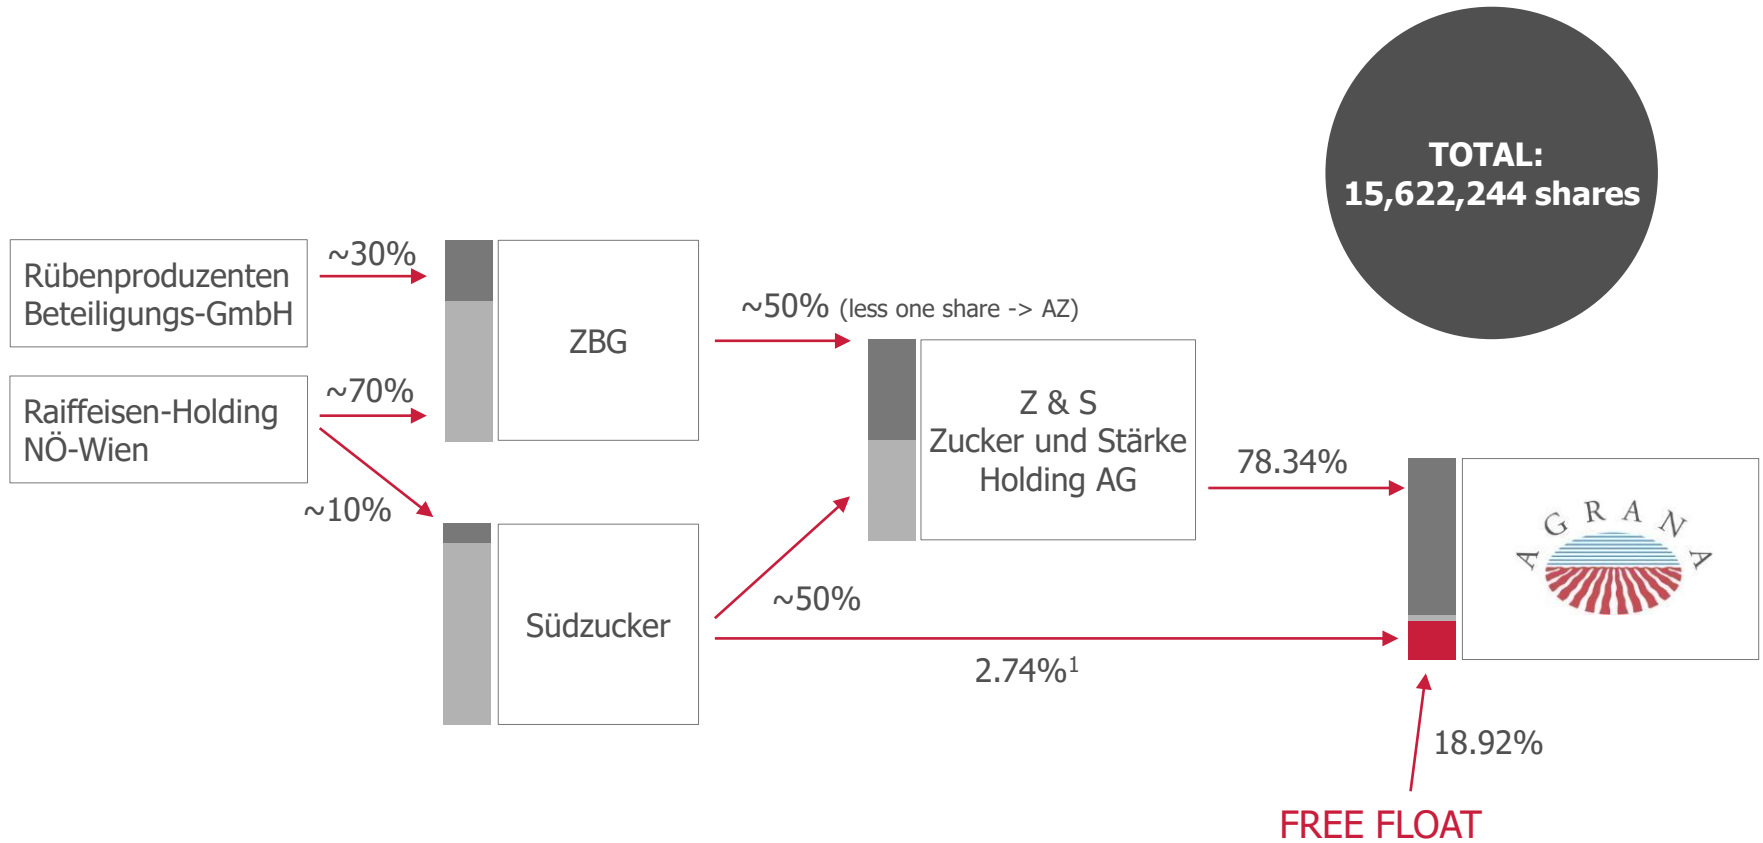 TOTAL:
15,622,244 shares
Rübenproduzenten
Beteiligungs-GmbH
~30%
ZBG
~50% (less one share -> AZ)
Raiffeisen-Holding
NÖ-Wien
~70%
~10%
Z & S
Zucker und Stärke
Holding AG
78.34%
AGRANA
Südzucker
~50%
2.74%¹
18.92%
FREE FLOAT